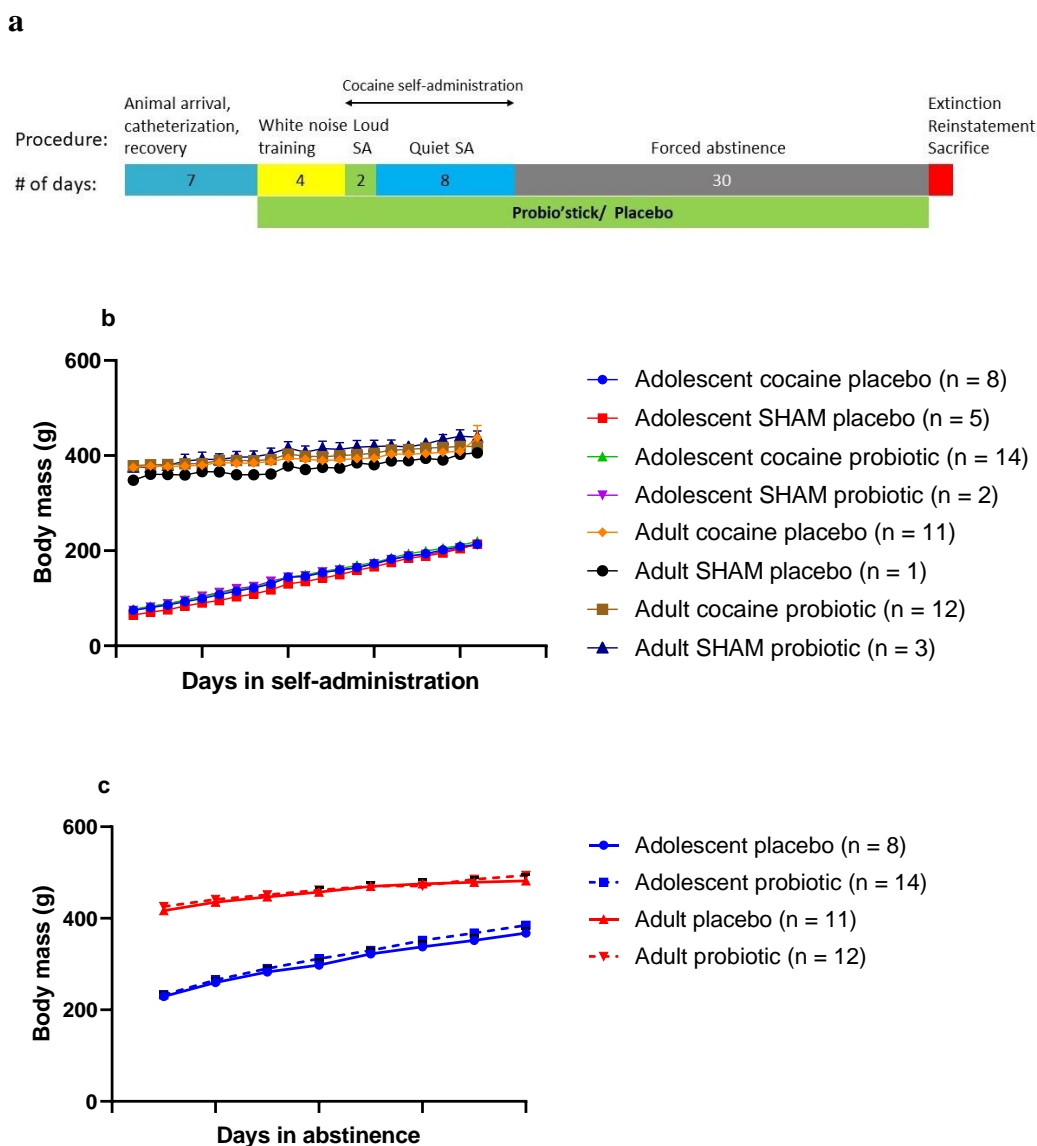 a
Cocaine self-administration
Animal arrival,
catheterization,
recovery
White noise
training
Loud
SA
Quiet SA
Forced abstinence
Extinction
Reinstatement
Sacrifice
Procedure:
# of days:
7
4
2
8
30
Probio'stick/ Placebo
b
600
400
200
0
Body mass (g)
Days in self-administration
Adolescent cocaine placebo (n = 8)
Adolescent SHAM placebo (n = 5)
Adolescent cocaine probiotic (n = 14)
Adolescent SHAM probiotic (n = 2)
Adult cocaine placebo (n = 11)
Adult SHAM placebo (n = 1)
Adult cocaine probiotic (n = 12)
Adult SHAM probiotic (n = 3)
c
600
400
200
0
Body mass (g)
Days in abstinence
Adolescent placebo (n = 8)
Adolescent probiotic (n = 14)
Adult placebo (n = 11)
Adult probiotic (n = 12)